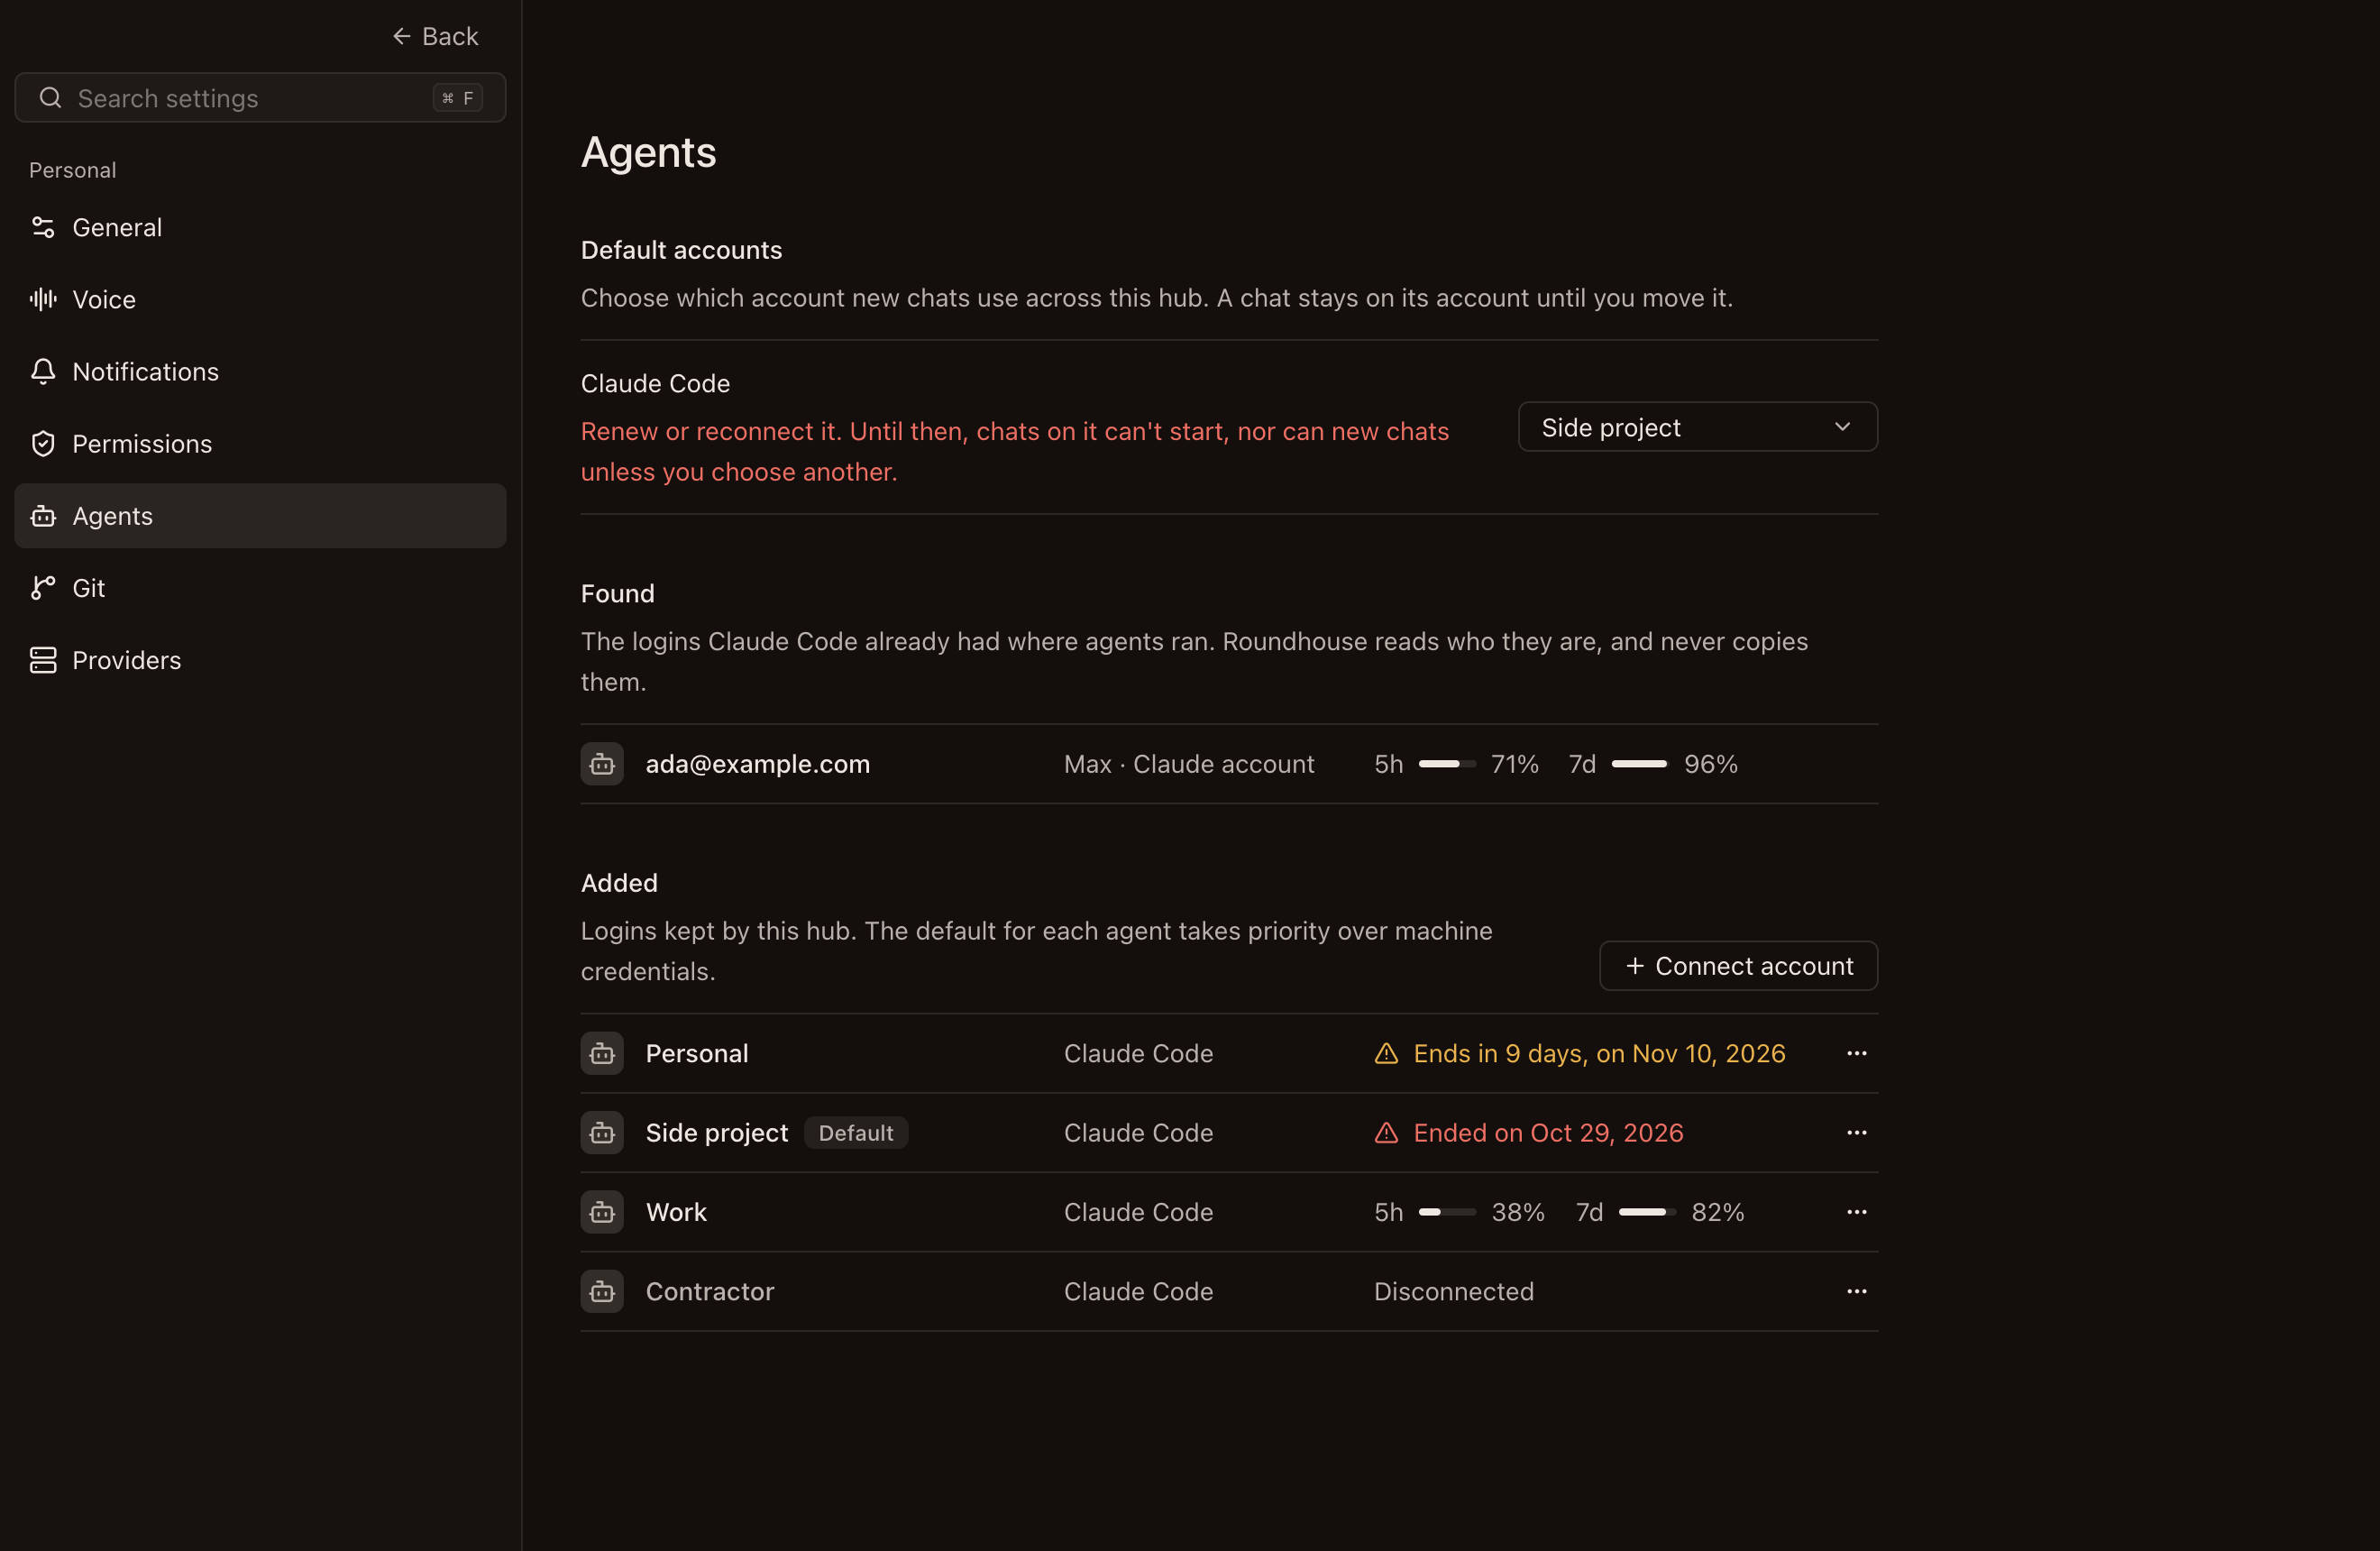 Back
Search settings
⌘ F
Personal
General
Voice
Notifications
Permissions
Agents
Git
Providers
Agents
Default accounts
Choose which account new chats use across this hub. A chat stays on its account until you move it.
Claude Code
Renew or reconnect it. Until then, chats on it can't start, nor can new chats
unless you choose another.
Side project
Found
The logins Claude Code already had where agents ran. Roundhouse reads who they are, and never copies
them.
ada@example.com Max · Claude account 5h 71% 7d 96%
Added
Logins kept by this hub. The default for each agent takes priority over machine
credentials.
+ Connect account
Personal Claude Code Ends in 9 days, on Nov 10, 2026
Side project Default Claude Code Ended on Oct 29, 2026
Work Claude Code 5h 38% 7d 82%
Contractor Claude Code Disconnected